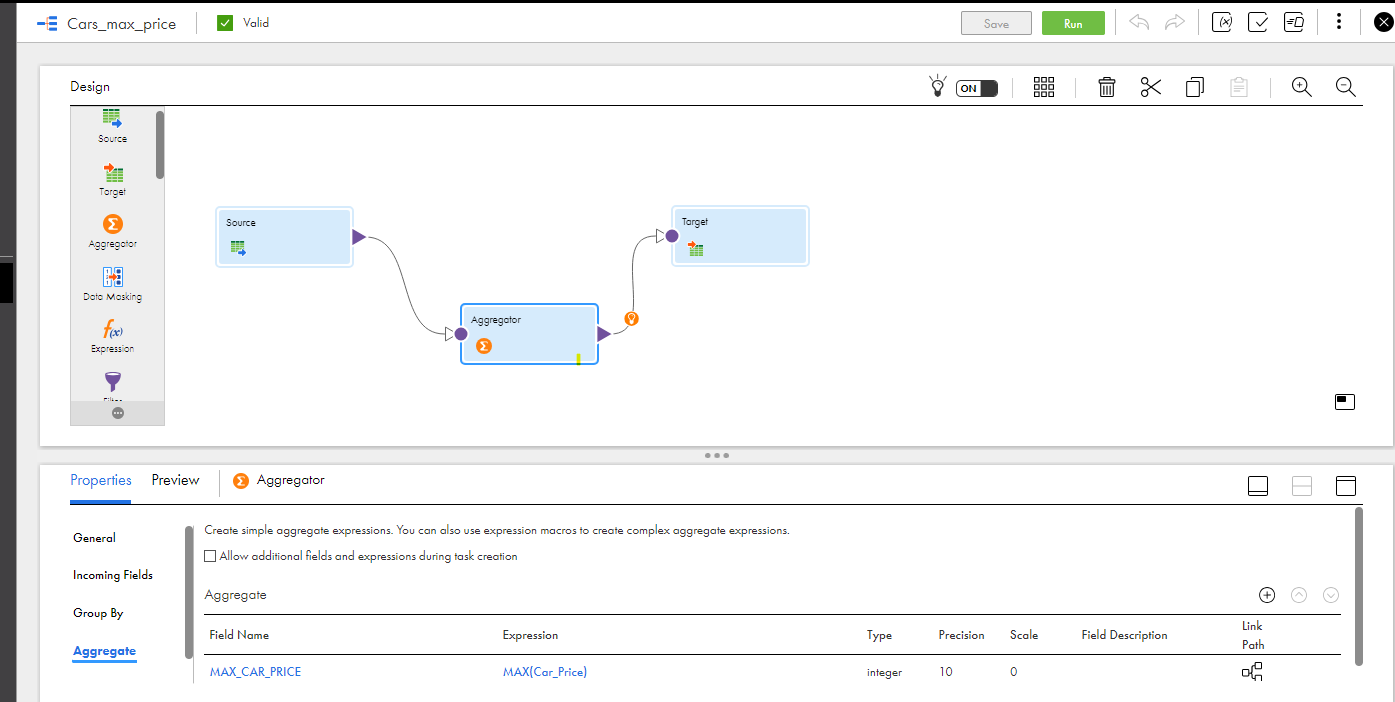 Cars_max_price Valid Save Run
Design ON
Source
Target
Aggregator
Data Masking
Expression
Source
Aggregator
Target
Properties Preview Aggregator
General
Incoming Fields
Group By
Aggregate
Create simple aggregate expressions. You can also use expression macros to create complex aggregate expressions.
Allow additional fields and expressions during task creation
Aggregate
Field Name Expression Type Precision Scale Field Description Link Path
MAX_CAR_PRICE MAX(Car_Price) integer 10 0